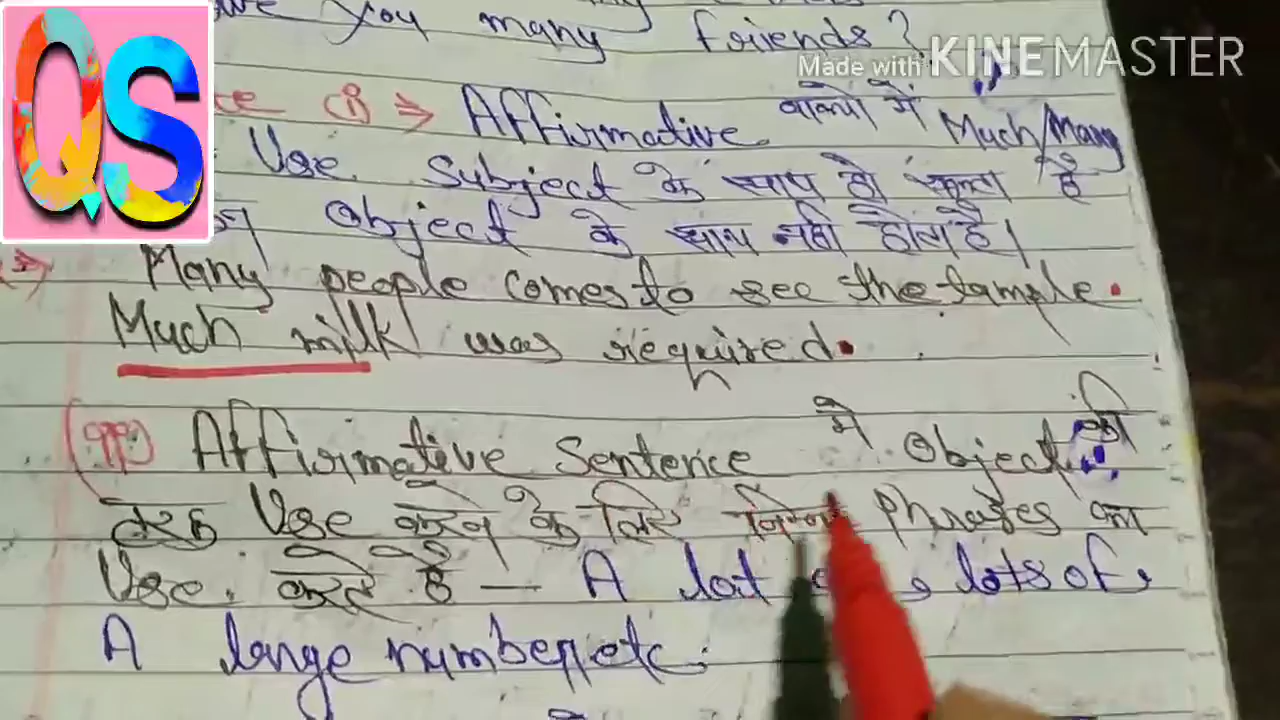 you many friends?
Made with KINEMASTER
QS
(i) ⇒ Affirmative वाक्यो में Much/Many
Use Subject के साथ हो सकता है
Object के साथ नही होता है।
Many people comes to see the tample.
Much milk was required.
Affirmative Sentence मे Object की
तरह Use करने के लिए निम्न Phrases का
Use. करते है — A lot , lots of,
A large number, etc.